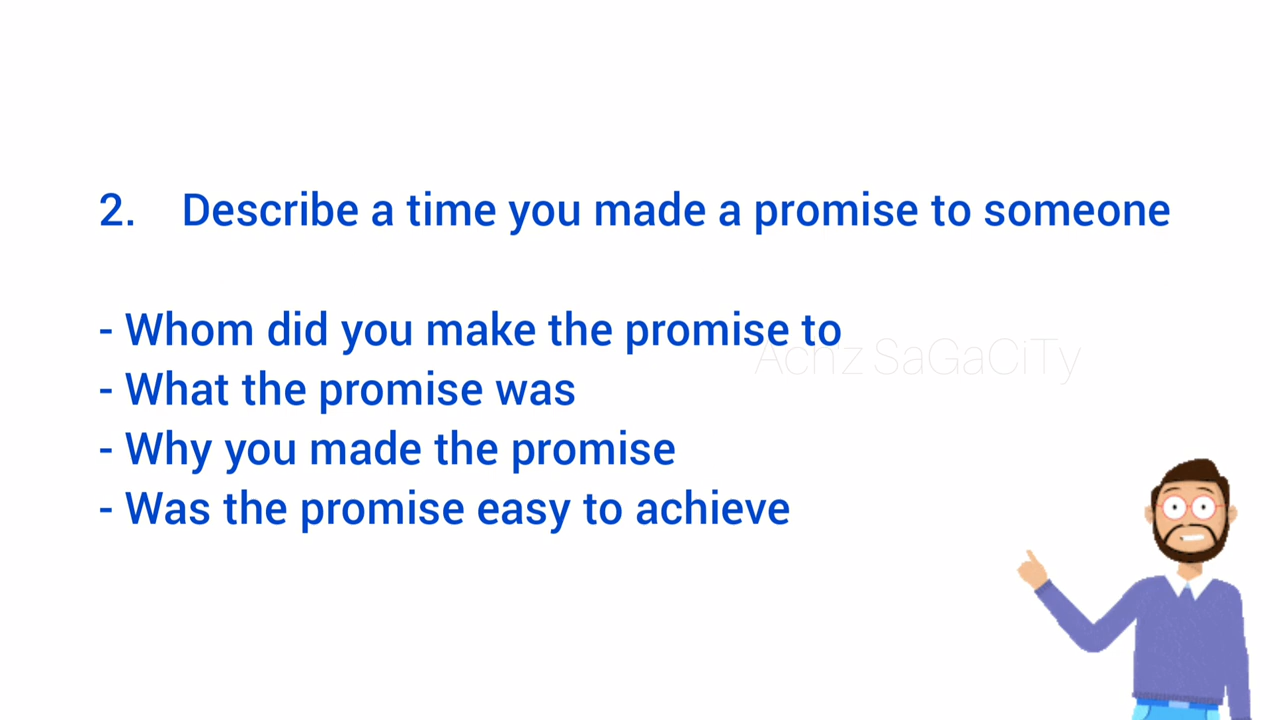 2. Describe a time you made a promise to someone
- Whom did you make the promise to
Achz SaGaCiTy
- What the promise was
- Why you made the promise
- Was the promise easy to achieve